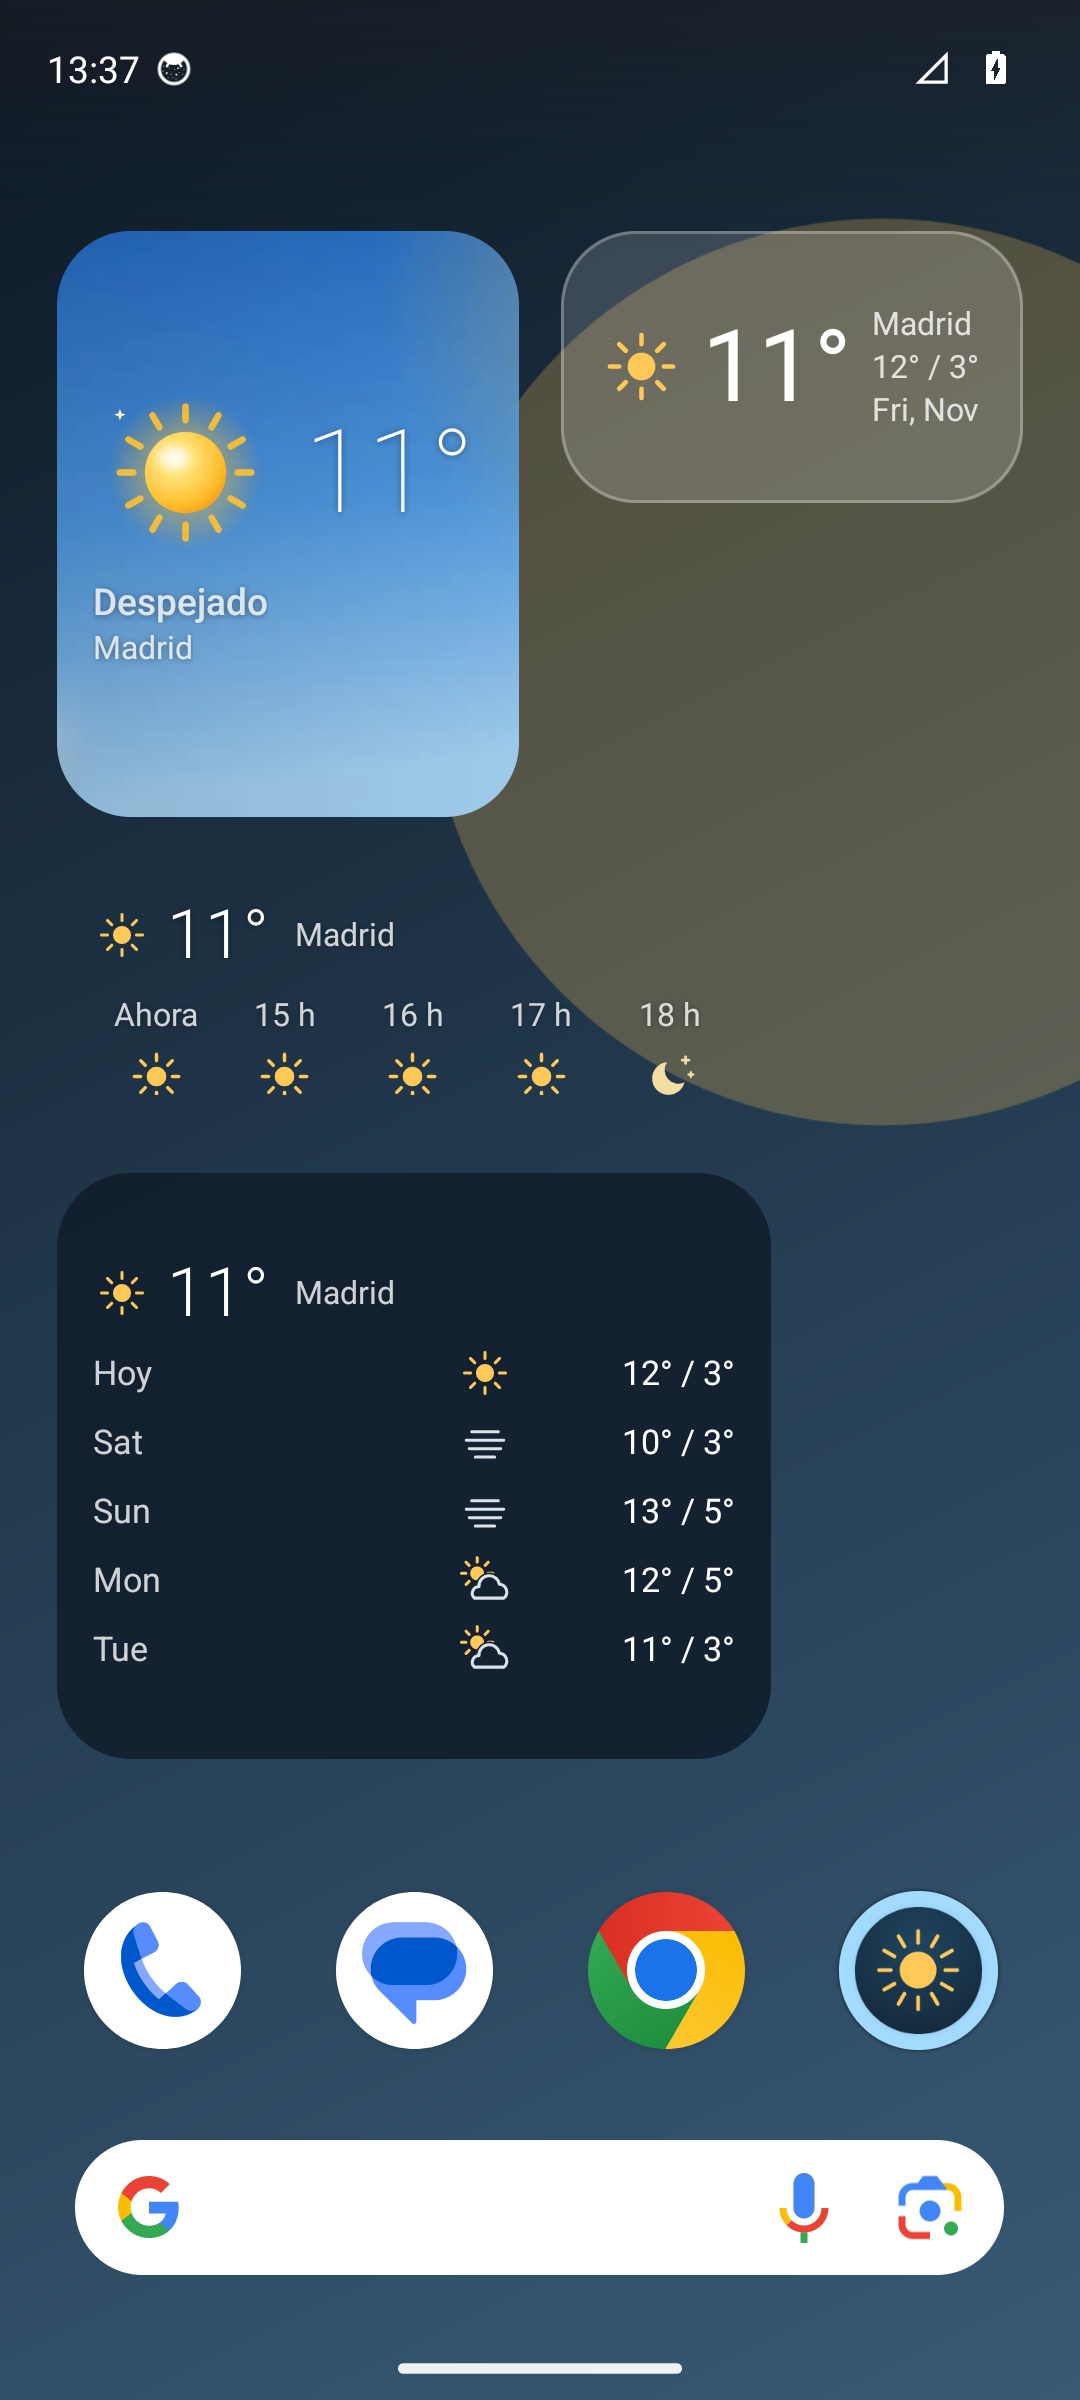 13:37
11°
Despejado
Madrid
11°
Madrid
12° / 3°
Fri, Nov
11° Madrid
Ahora 15 h 16 h 17 h 18 h
11° Madrid
Hoy 12° / 3°
Sat 10° / 3°
Sun 13° / 5°
Mon 12° / 5°
Tue 11° / 3°